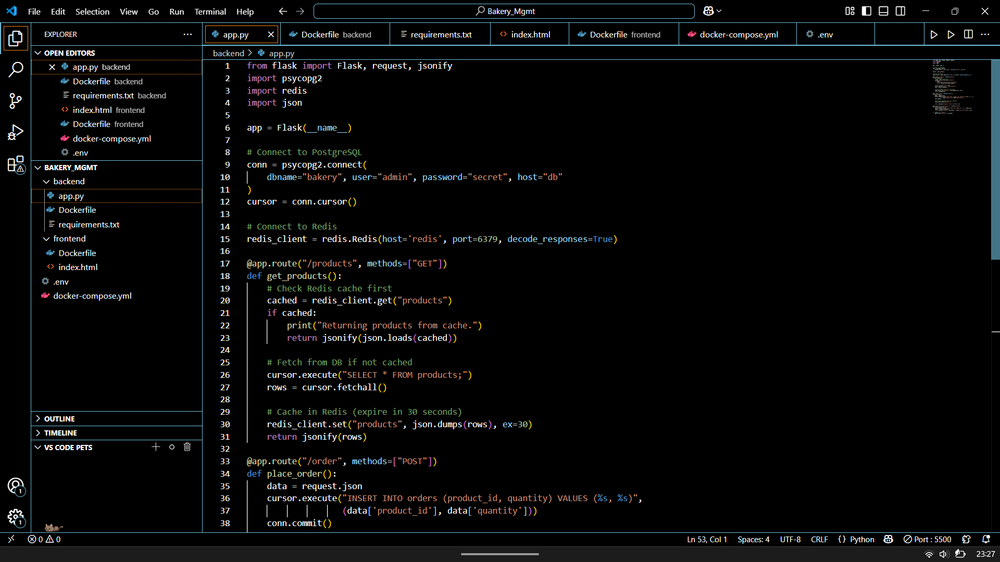 File Edit Selection View Go Run Terminal Help
Bakery_Mgmt
EXPLORER
OPEN EDITORS
app.py backend
Dockerfile backend
requirements.txt backend
index.html frontend
Dockerfile frontend
docker-compose.yml
.env
BAKERY_MGMT
backend
app.py
Dockerfile
requirements.txt
frontend
Dockerfile
index.html
.env
docker-compose.yml
OUTLINE
TIMELINE
VS CODE PETS
1
1
app.py Dockerfile backend requirements.txt index.html Dockerfile frontend docker-compose.yml .env
backend > app.py
1 from flask import Flask, request, jsonify
2 import psycopg2
3 import redis
4 import json
5
6 app = Flask(__name__)
7
8 # Connect to PostgreSQL
9 conn = psycopg2.connect(
10     dbname="bakery", user="admin", password="secret", host="db"
11 )
12 cursor = conn.cursor()
13
14 # Connect to Redis
15 redis_client = redis.Redis(host='redis', port=6379, decode_responses=True)
16
17 @app.route("/products", methods=["GET"])
18 def get_products():
19     # Check Redis cache first
20     cached = redis_client.get("products")
21     if cached:
22         print("Returning products from cache.")
23         return jsonify(json.loads(cached))
24
25     # Fetch from DB if not cached
26     cursor.execute("SELECT * FROM products;")
27     rows = cursor.fetchall()
28
29     # Cache in Redis (expire in 30 seconds)
30     redis_client.set("products", json.dumps(rows), ex=30)
31     return jsonify(rows)
32
33 @app.route("/order", methods=["POST"])
34 def place_order():
35     data = request.json
36     cursor.execute("INSERT INTO orders (product_id, quantity) VALUES (%s, %s)",
37                    (data['product_id'], data['quantity']))
38     conn.commit()
0 0 Ln 53, Col 1 Spaces: 4 UTF-8 CRLF {} Python Port : 5500
23:27